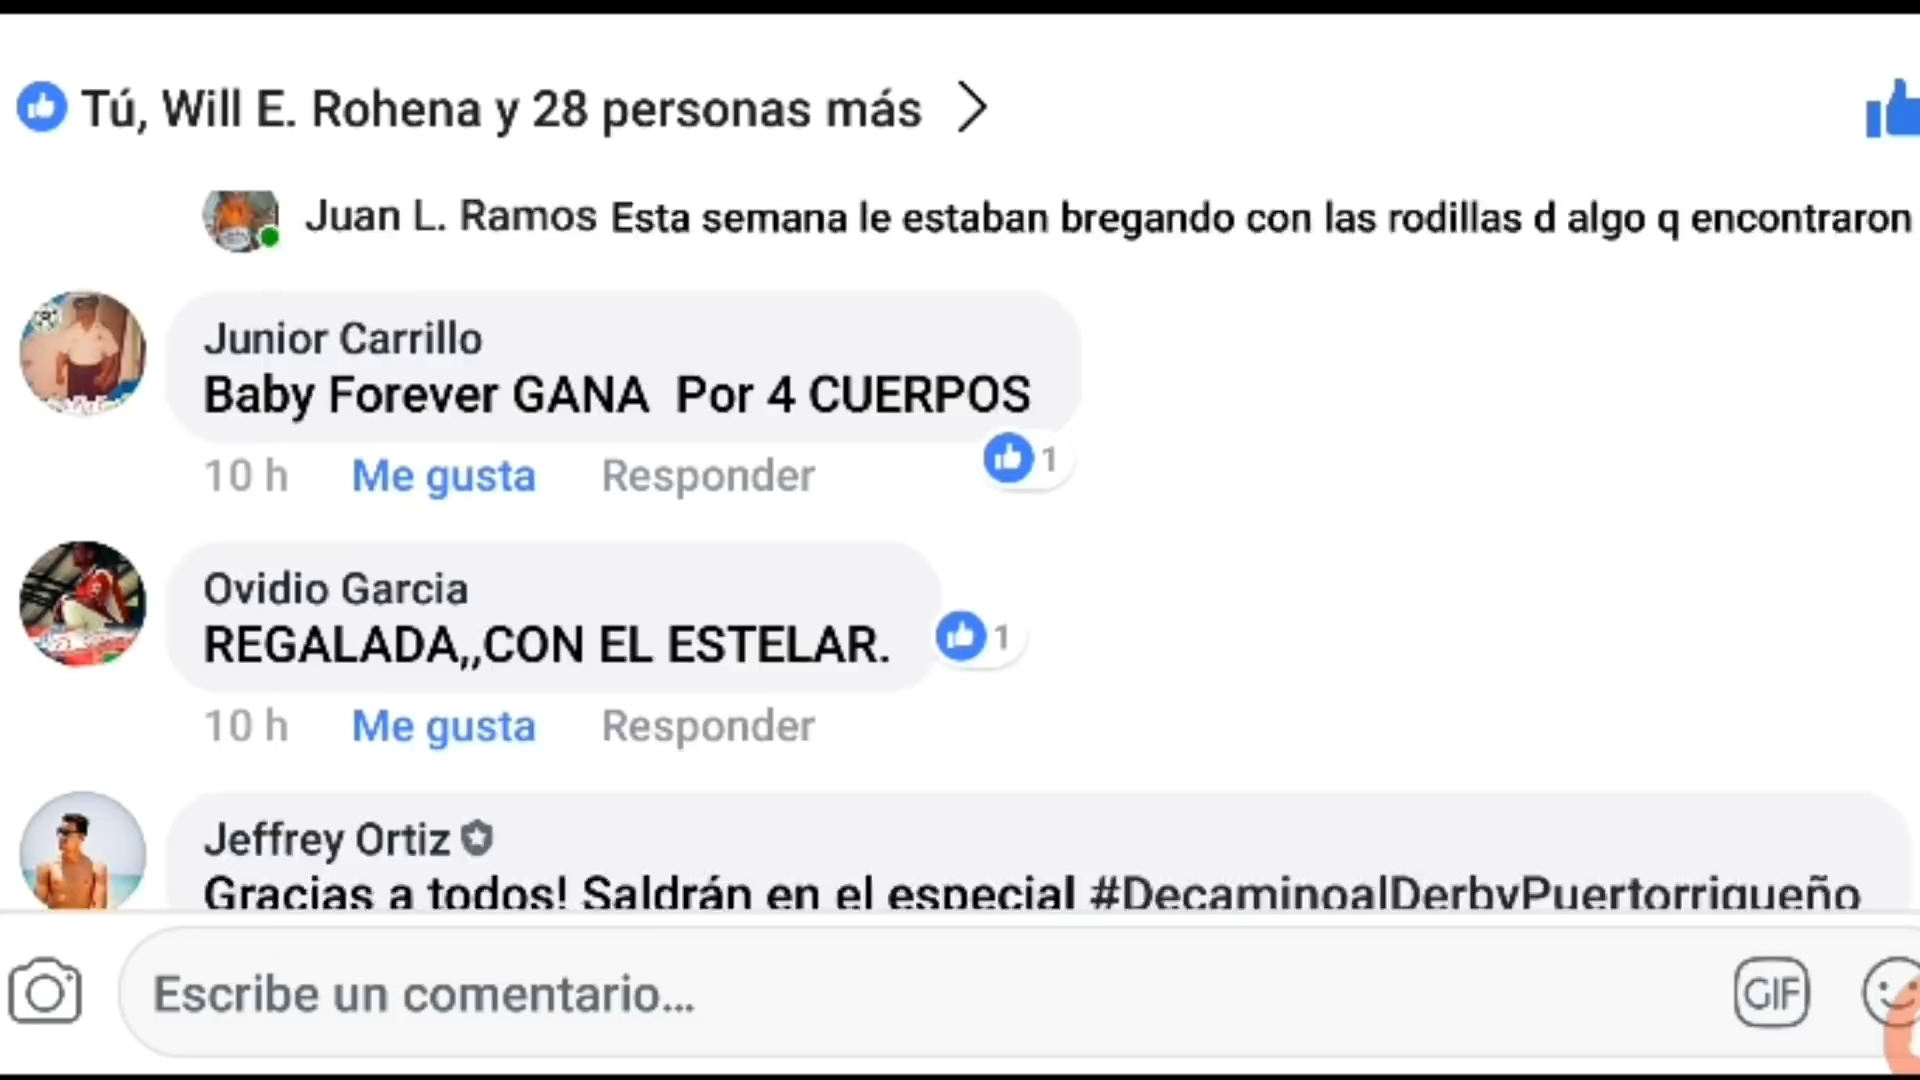 Tú, Will E. Rohena y 28 personas más
Juan L. Ramos Esta semana le estaban bregando con las rodillas d algo q encontraron
Junior Carrillo
Baby Forever GANA Por 4 CUERPOS
10 h Me gusta Responder 1
Ovidio Garcia
REGALADA,,CON EL ESTELAR. 1
10 h Me gusta Responder
Jeffrey Ortiz
Gracias a todos! Saldrán en el especial #DecaminoalDerbyPuertorriqueño
Escribe un comentario... GIF